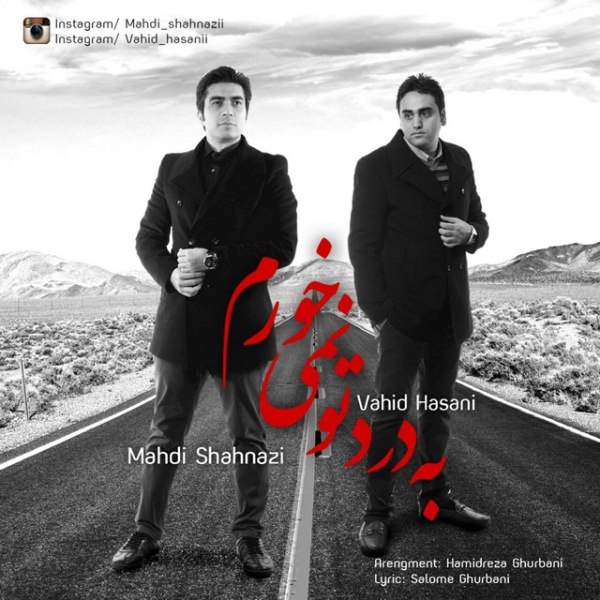 Instagram/ Mahdi_shahnazii
Instagram/ Vahid_hasanii
به درد تو نمی خورم
Vahid Hasani
Mahdi Shahnazi
Arengment: Hamidreza Ghurbani
Lyric: Salome Ghurbani